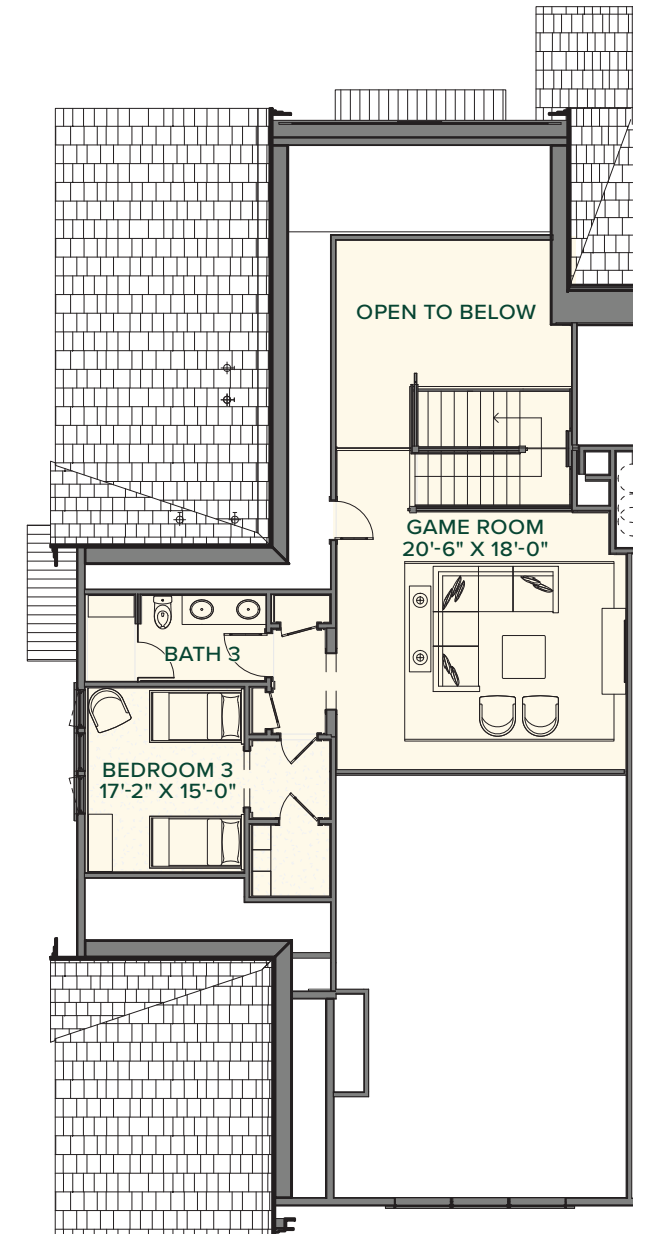 OPEN TO BELOW
GAME ROOM
20'-6" X 18'-0"
BATH 3
BEDROOM 3
17'-2" X 15'-0"